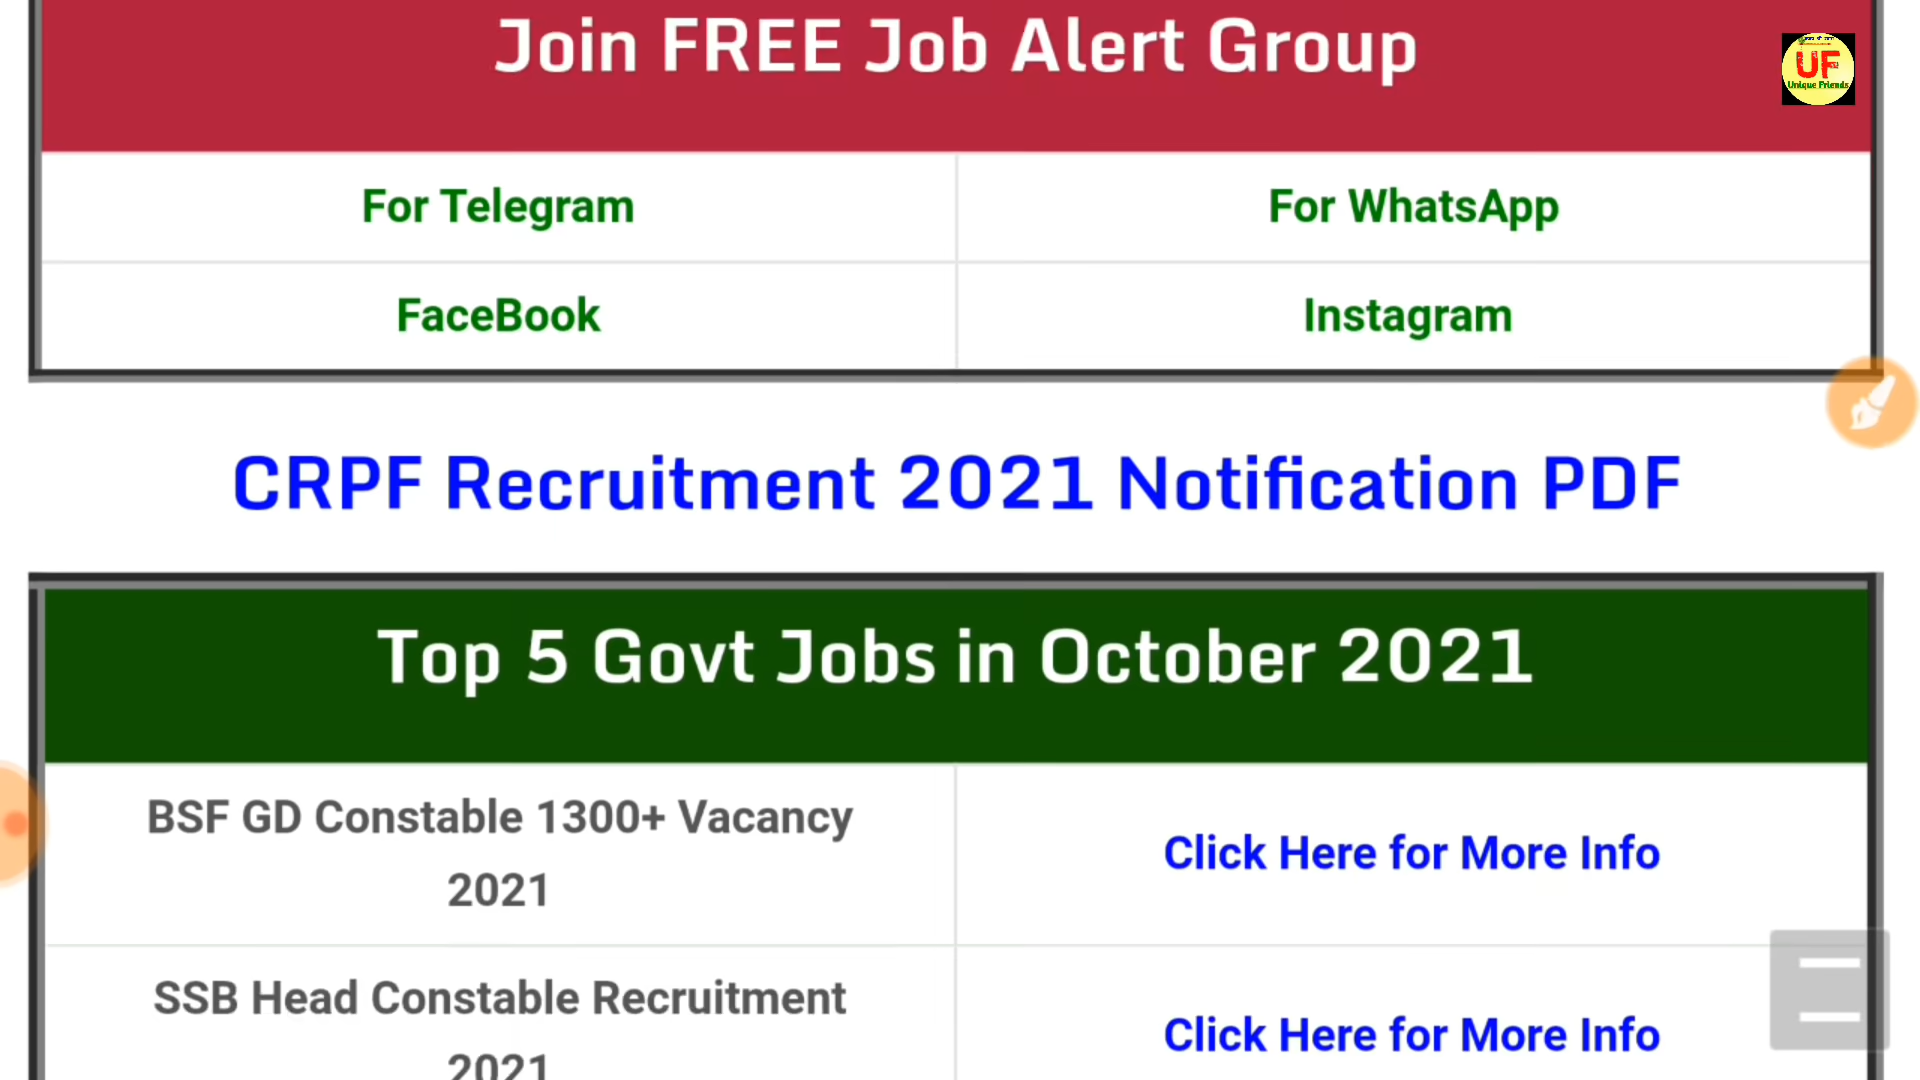 Join FREE Job Alert Group
UF
Unique Friends
For Telegram
For WhatsApp
FaceBook
Instagram
CRPF Recruitment 2021 Notification PDF
Top 5 Govt Jobs in October 2021
BSF GD Constable 1300+ Vacancy
2021
Click Here for More Info
SSB Head Constable Recruitment
2021
Click Here for More Info